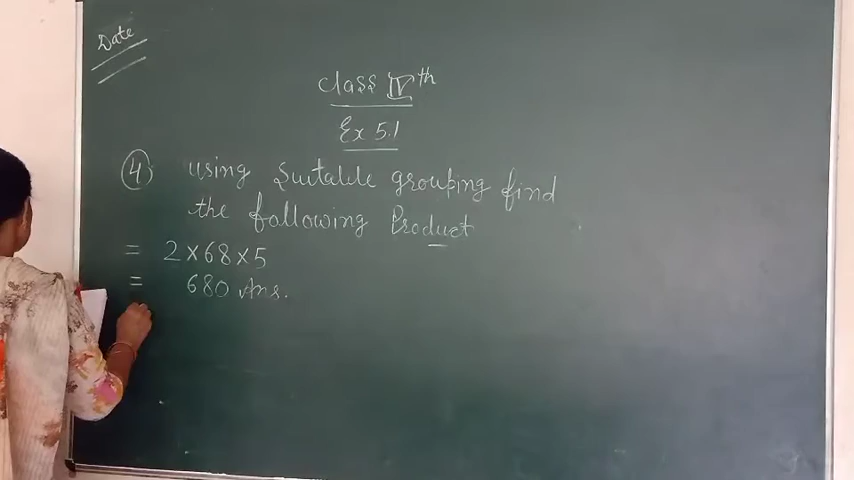 Date
Class IVth
Ex 5.1
4 using Suitable grouping find
the following Product
= 2×68×5
= 680 Ans.